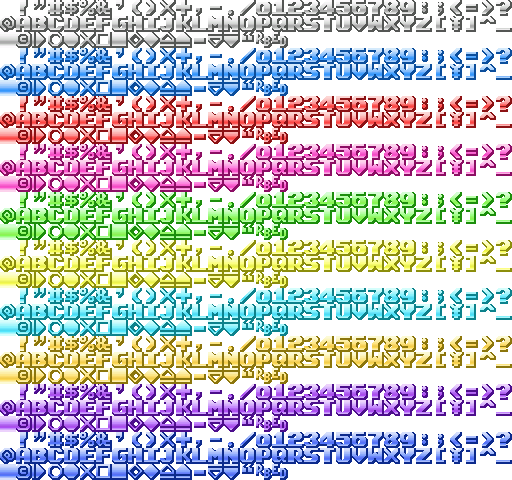 !"#$%&'()×+,-./0123456789:;<=>?
@ABCDEFGHIJKLMNOPQRSTUVWXYZ[¥]^_
©▷○●×□◇◆△▲-▽▼“
!"#$%&'()×+,-./0123456789:;<=>?
@ABCDEFGHIJKLMNOPQRSTUVWXYZ[¥]^_
©▷○●×□◇◆△▲-▽▼“
!"#$%&'()×+,-./0123456789:;<=>?
@ABCDEFGHIJKLMNOPQRSTUVWXYZ[¥]^_
©▷○●×□◇◆△▲-▽▼“
!"#$%&'()×+,-./0123456789:;<=>?
@ABCDEFGHIJKLMNOPQRSTUVWXYZ[¥]^_
©▷○●×□◇◆△▲-▽▼“
!"#$%&'()×+,-./0123456789:;<=>?
@ABCDEFGHIJKLMNOPQRSTUVWXYZ[¥]^_
©▷○●×□◇◆△▲-▽▼“
!"#$%&'()×+,-./0123456789:;<=>?
@ABCDEFGHIJKLMNOPQRSTUVWXYZ[¥]^_
©▷○●×□◇◆△▲-▽▼“
!"#$%&'()×+,-./0123456789:;<=>?
@ABCDEFGHIJKLMNOPQRSTUVWXYZ[¥]^_
©▷○●×□◇◆△▲-▽▼“
!"#$%&'()×+,-./0123456789:;<=>?
@ABCDEFGHIJKLMNOPQRSTUVWXYZ[¥]^_
©▷○●×□◇◆△▲-▽▼“
!"#$%&'()×+,-./0123456789:;<=>?
@ABCDEFGHIJKLMNOPQRSTUVWXYZ[¥]^_
©▷○●×□◇◆△▲-▽▼“
!"#$%&'()×+,-./0123456789:;<=>?
@ABCDEFGHIJKLMNOPQRSTUVWXYZ[¥]^_
©▷○●×□◇◆△▲-▽▼“